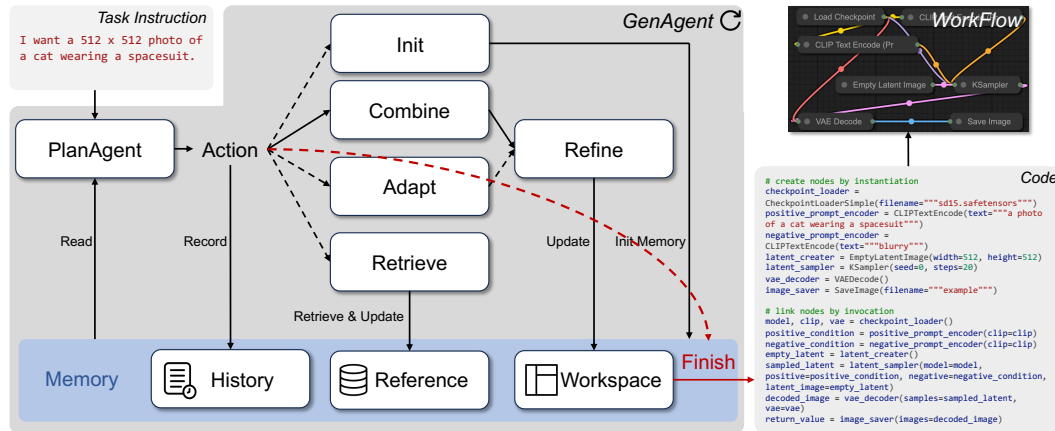 Task Instruction
I want a 512 x 512 photo of
a cat wearing a spacesuit.
GenAgent
PlanAgent
Action
Init
Combine
Adapt
Retrieve
Refine
Read
Record
Retrieve & Update
Update
Init Memory
Memory
History
Reference
Workspace
Finish
WorkFlow
Load Checkpoint
CLIP Text Encode (Pr
Empty Latent Image
KSampler
VAE Decode
Save Image
Code
# create nodes by instantiation
checkpoint_loader =
CheckpointLoaderSimple(filename="""sd15.safetensors""")
positive_prompt_encoder = CLIPTextEncode(text="""a photo
of a cat wearing a spacesuit""")
negative_prompt_encoder =
CLIPTextEncode(text="""blurry""")
latent_creater = EmptyLatentImage(width=512, height=512)
latent_sampler = KSampler(seed=0, steps=20)
vae_decoder = VAEDecode()
image_saver = SaveImage(filename="""example""")
# link nodes by invocation
model, clip, vae = checkpoint_loader()
positive_condition = positive_prompt_encoder(clip=clip)
negative_condition = negative_prompt_encoder(clip=clip)
empty_latent = latent_creater()
sampled_latent = latent_sampler(model=model,
positive=positive_condition, negative=negative_condition,
latent_image=empty_latent)
decoded_image = vae_decoder(samples=sampled_latent,
vae=vae)
return_value = image_saver(images=decoded_image)